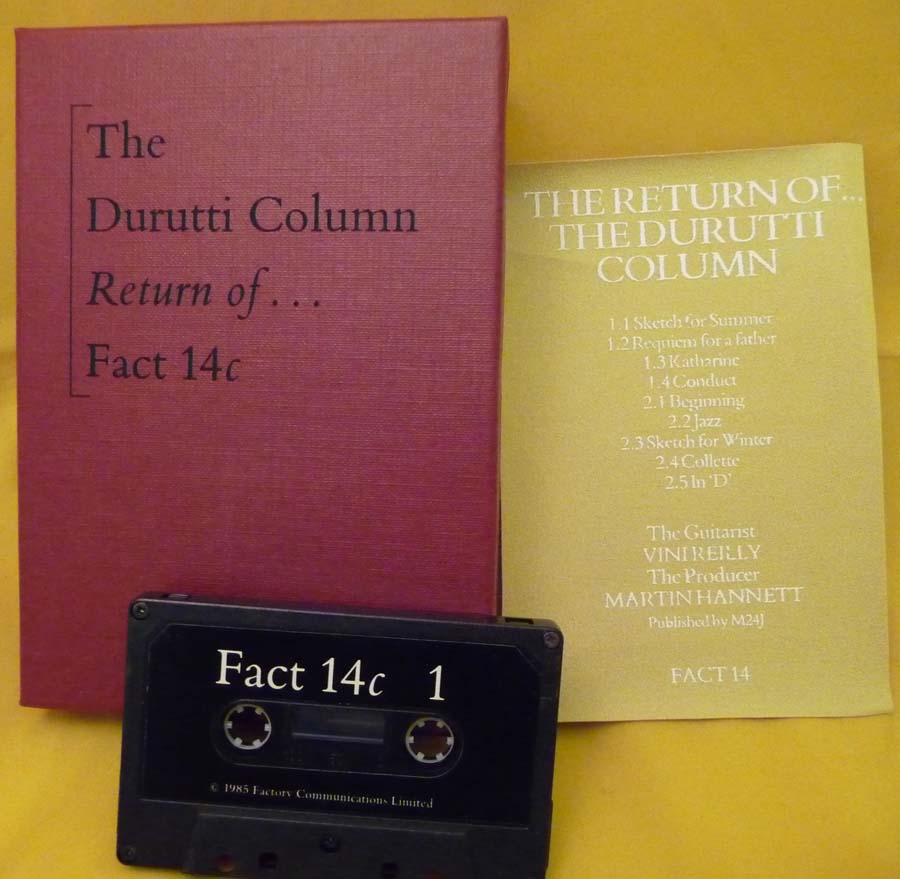 The
Durutti Column
Return of . . .
Fact 14c
THE RETURN OF...
THE DURUTTI
COLUMN
1.1 Sketch for Summer
1.2 Requiem for a father
1.3 Katharine
1.4 Conduct
2.1 Beginning
2.2 Jazz
2.3 Sketch for Winter
2.4 Collette
2.5 In 'D'
The Guitarist
VINI REILLY
The Producer
MARTIN HANNETT
Published by M24J
FACT 14
Fact 14c 1
© 1985 Factory Communications Limited